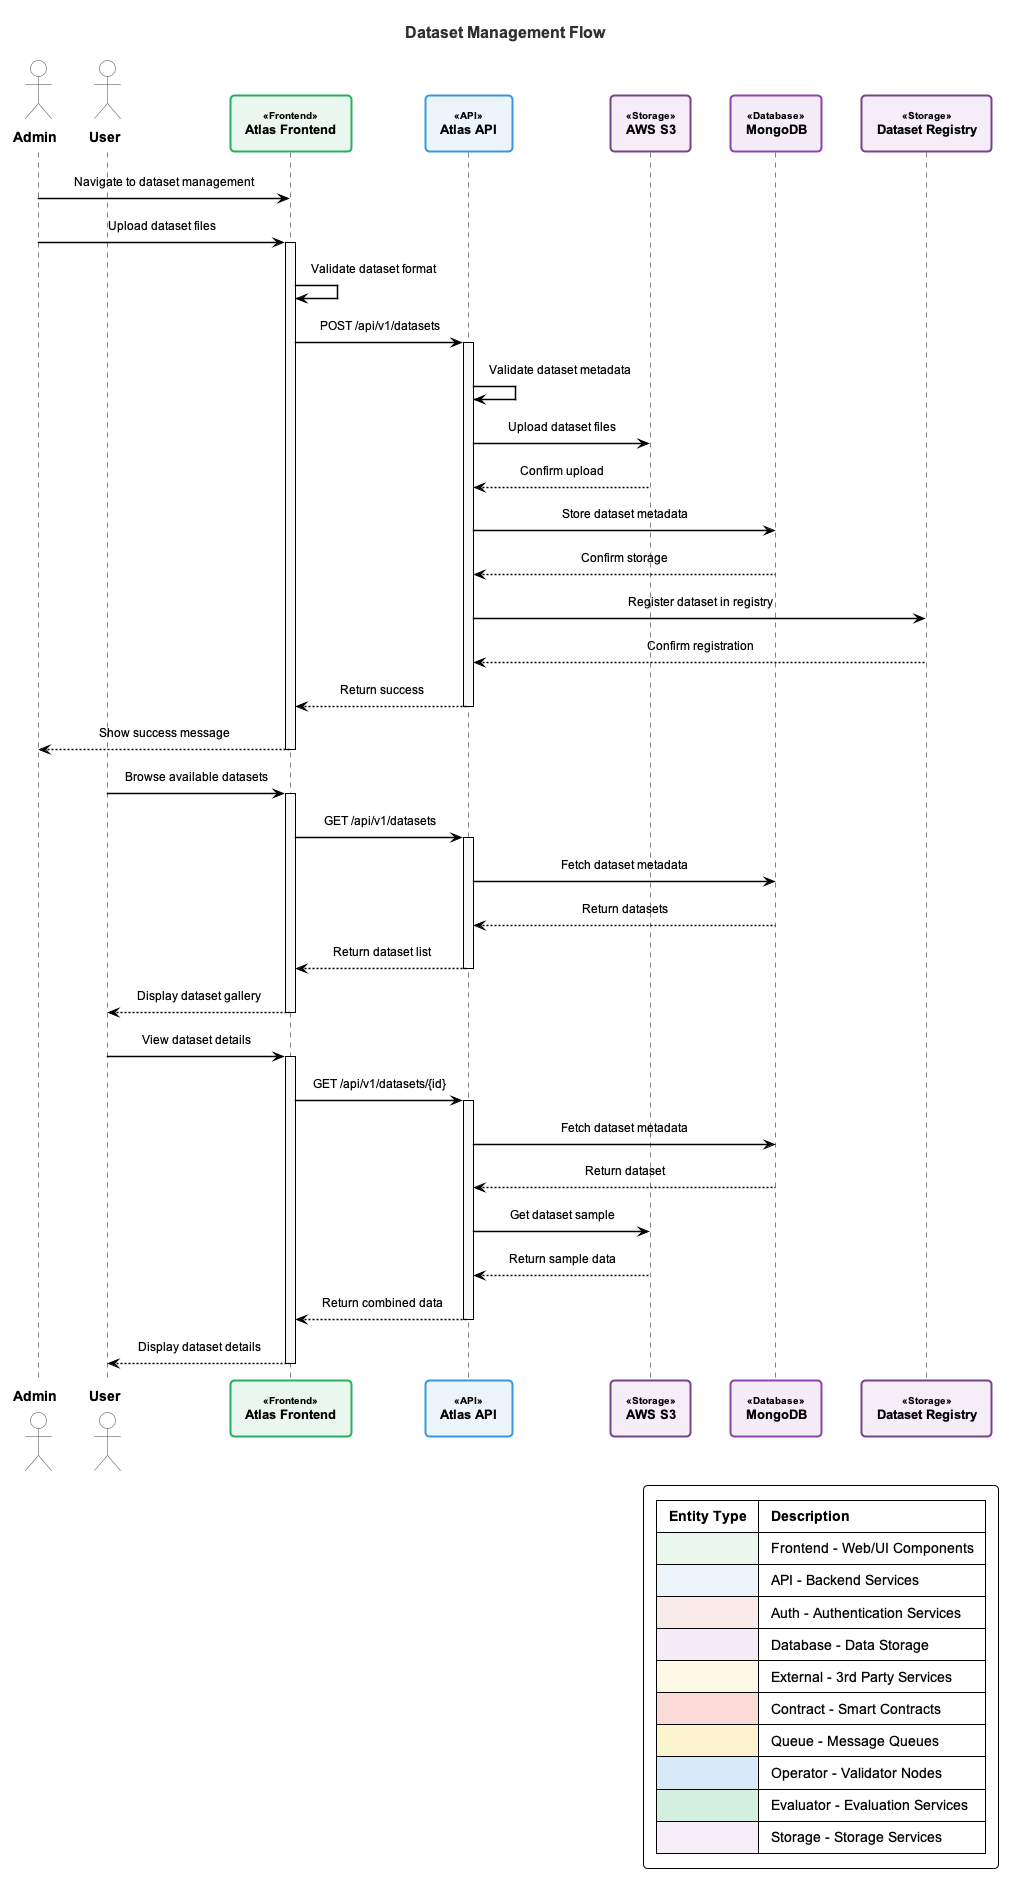 Dataset Management Flow
Admin
User
«Frontend»
Atlas Frontend
«API»
Atlas API
«Storage»
AWS S3
«Database»
MongoDB
«Storage»
Dataset Registry
Navigate to dataset management
Upload dataset files
Validate dataset format
POST /api/v1/datasets
Validate dataset metadata
Upload dataset files
Confirm upload
Store dataset metadata
Confirm storage
Register dataset in registry
Confirm registration
Return success
Show success message
Browse available datasets
GET /api/v1/datasets
Fetch dataset metadata
Return datasets
Return dataset list
Display dataset gallery
View dataset details
GET /api/v1/datasets/{id}
Fetch dataset metadata
Return dataset
Get dataset sample
Return sample data
Return combined data
Display dataset details
Admin
User
«Frontend»
Atlas Frontend
«API»
Atlas API
«Storage»
AWS S3
«Database»
MongoDB
«Storage»
Dataset Registry
Entity Type Description
Frontend - Web/UI Components
API - Backend Services
Auth - Authentication Services
Database - Data Storage
External - 3rd Party Services
Contract - Smart Contracts
Queue - Message Queues
Operator - Validator Nodes
Evaluator - Evaluation Services
Storage - Storage Services